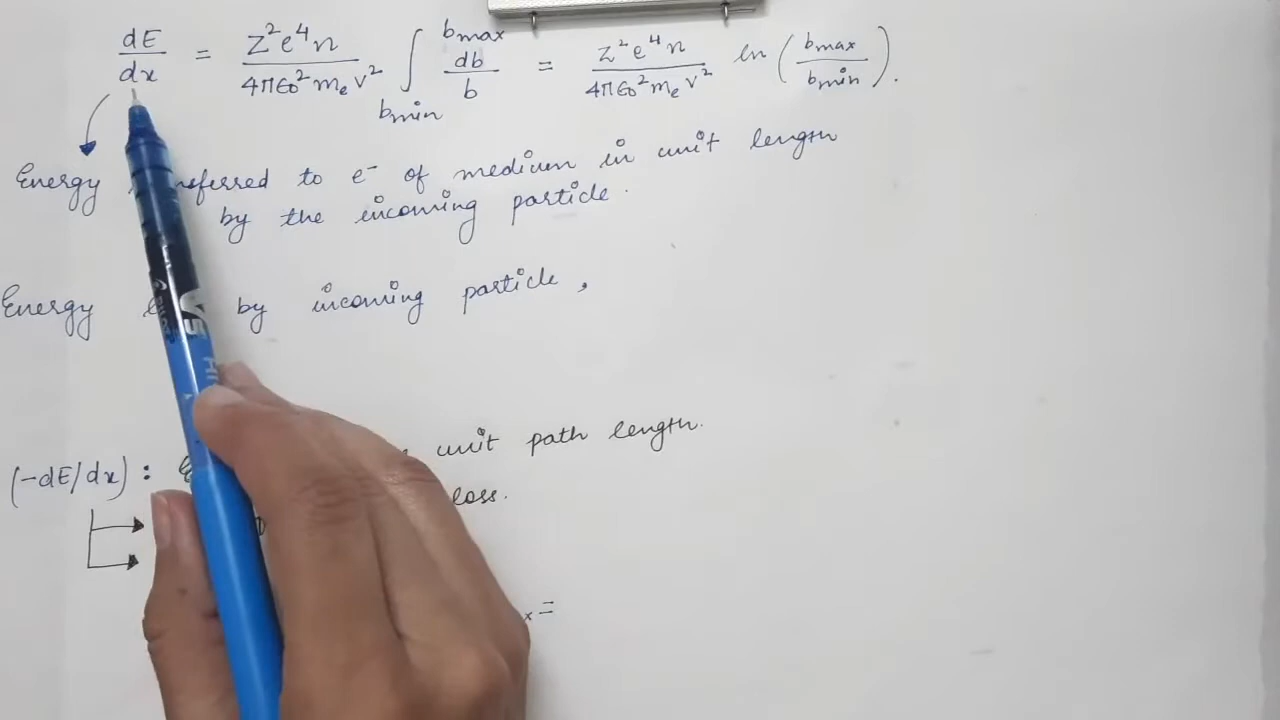 dE/dx = Z²e⁴n / 4πε₀²mₑv² ∫ bmin bmax db/b = Z²e⁴n / 4πε₀²mₑv² ln (bmax/bmin).
Energy to e⁻ of medium in unit length
by the incoming particle.
Energy by incoming particle,
(-dE/dx) : unit path length.
loss.
x =